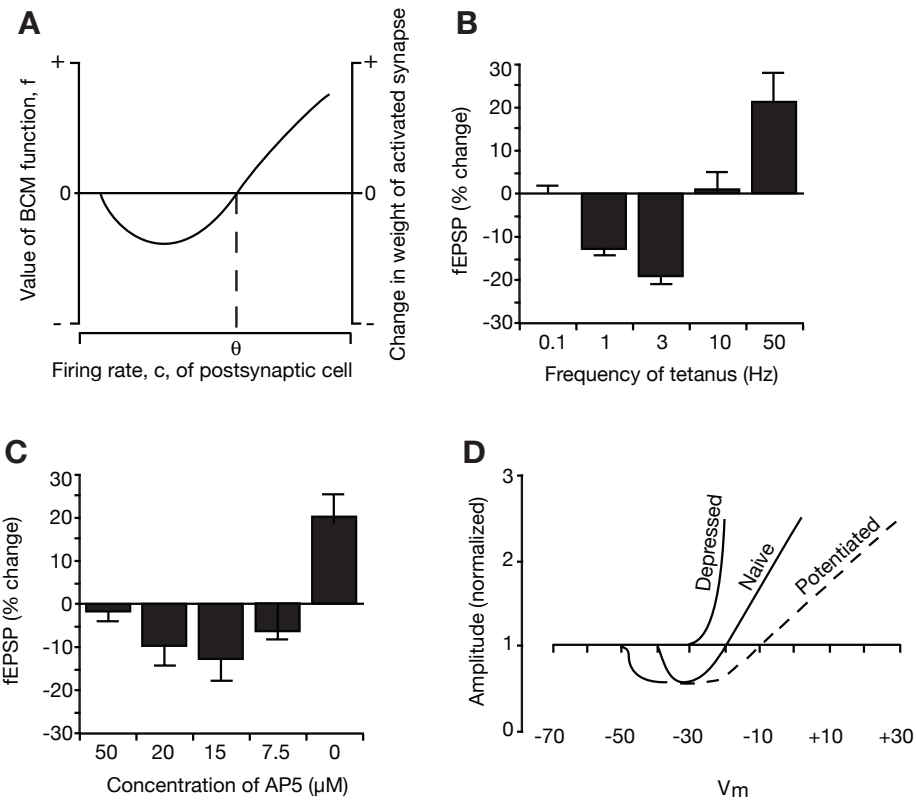 A
+
+
0
0
-
-
Value of BCM function, f
Change in weight of activated synapse
θ
Firing rate, c, of postsynaptic cell
B
30
20
10
0
-10
-20
-30
fEPSP (% change)
0.1 1 3 10 50
Frequency of tetanus (Hz)
C
30
20
10
0
-10
-20
-30
fEPSP (% change)
50 20 15 7.5 0
Concentration of AP5 (μM)
D
3
2
1
0
Amplitude (normalized)
Depressed
Naive
Potentiated
-70 -50 -30 -10 +10 +30
Vm